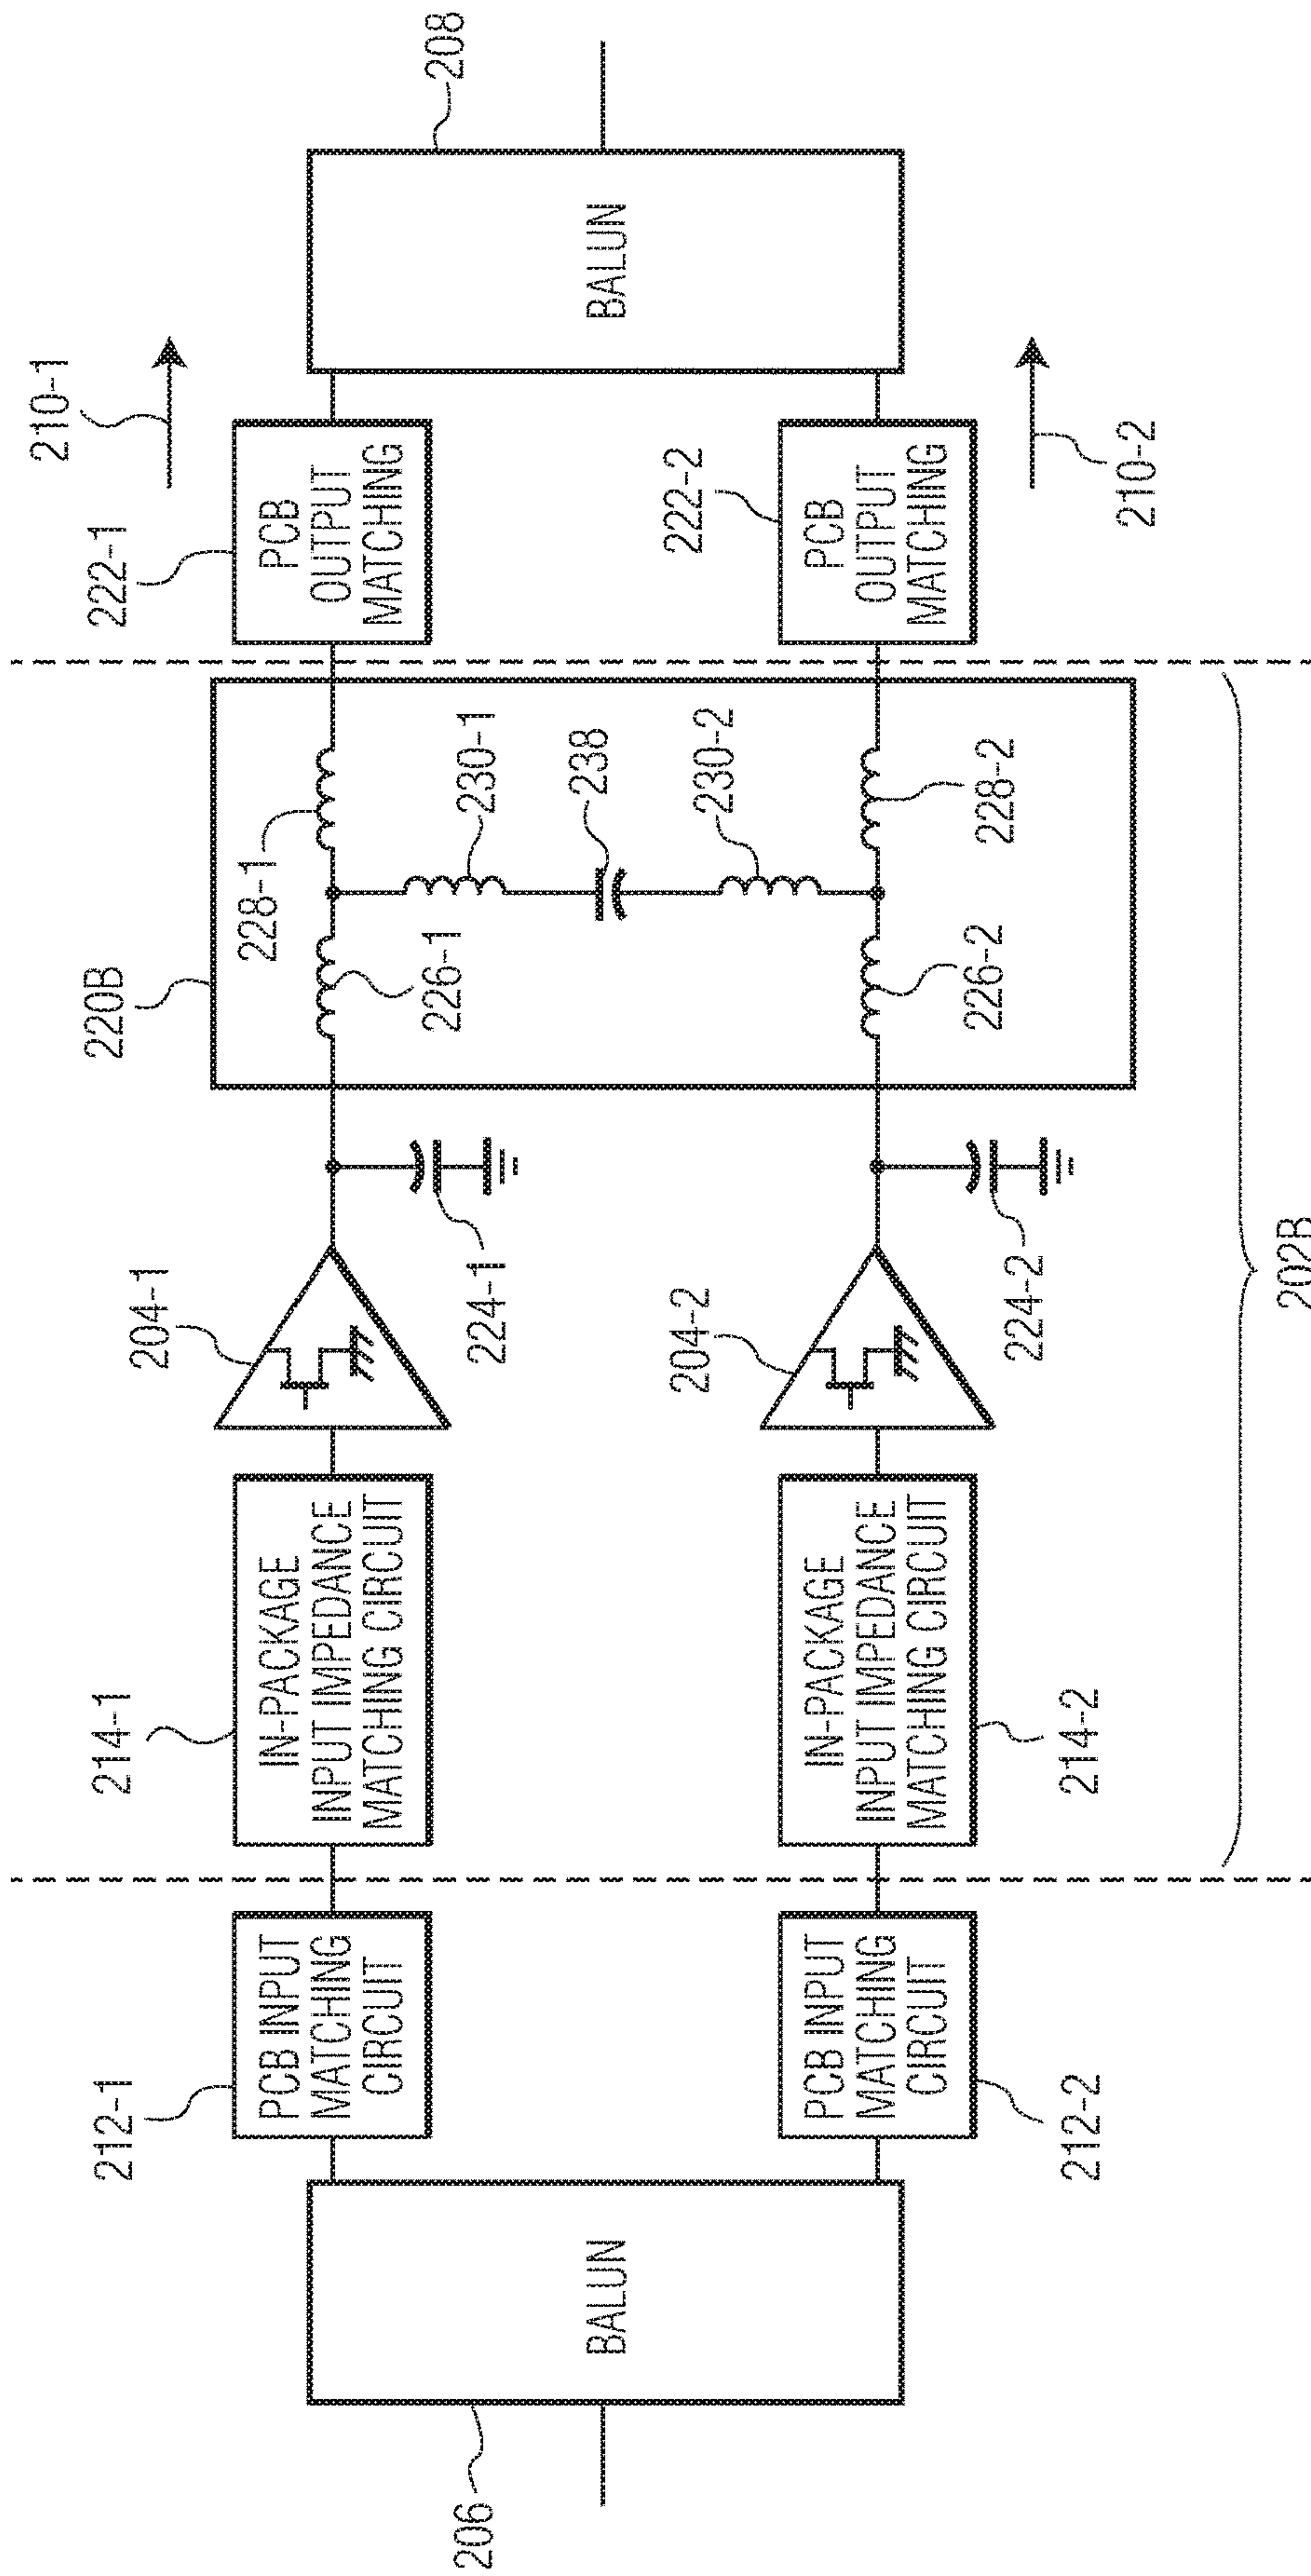 210-1
222-1
PCB
OUTPUT
MATCHING
BALUN
208
220B
228-1
226-1
230-1
238
230-2
222-2
PCB
OUTPUT
MATCHING
210-2
228-2
226-2
204-1
224-1
204-2
224-2
202B
214-1
IN-PACKAGE
INPUT IMPEDANCE
MATCHING CIRCUIT
IN-PACKAGE
INPUT IMPEDANCE
MATCHING CIRCUIT
214-2
212-1
PCB INPUT
MATCHING
CIRCUIT
PCB INPUT
MATCHING
CIRCUIT
212-2
BALUN
206